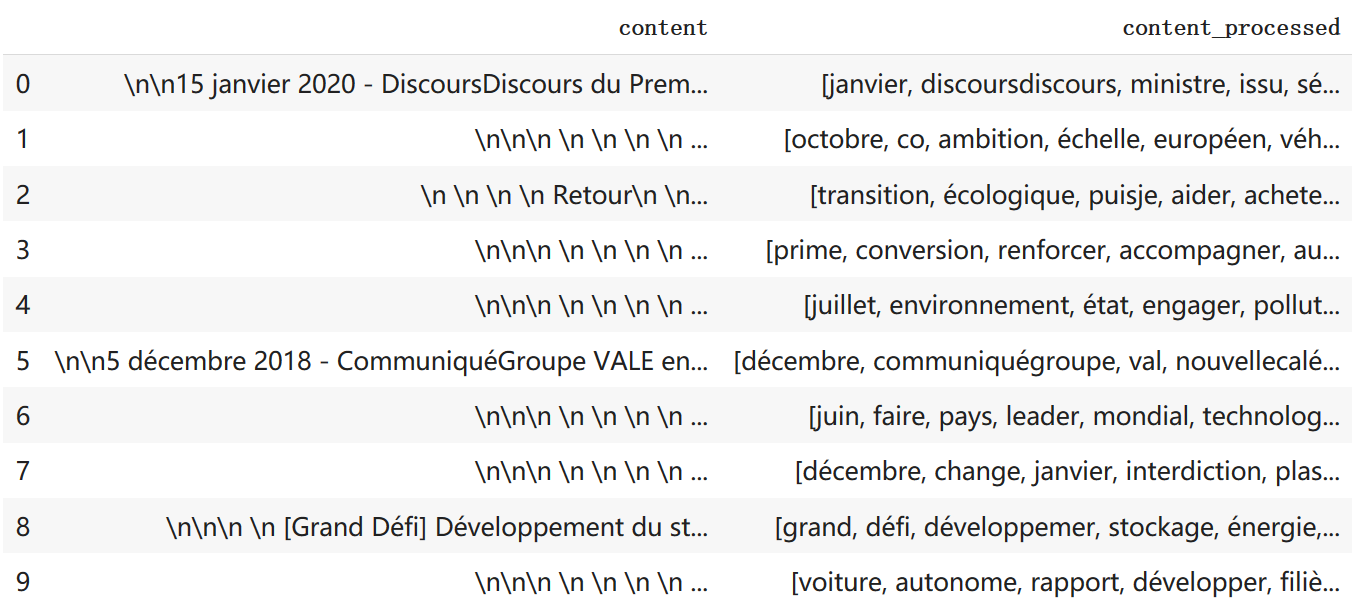 content content_processed
0 \n\n15 janvier 2020 - DiscoursDiscours du Prem... [janvier, discoursdiscours, ministre, issu, sé...
1 \n\n\n \n \n \n \n ... [octobre, co, ambition, échelle, européen, véh...
2 \n \n \n \n Retour\n \n... [transition, écologique, puisje, aider, achete...
3 \n\n\n \n \n \n \n ... [prime, conversion, renforcer, accompagner, au...
4 \n\n\n \n \n \n \n ... [juillet, environnement, état, engager, pollut...
5 \n\n5 décembre 2018 - CommuniquéGroupe VALE en... [décembre, communiquégroupe, val, nouvellecalé...
6 \n\n\n \n \n \n \n ... [juin, faire, pays, leader, mondial, technolog...
7 \n\n\n \n \n \n \n ... [décembre, change, janvier, interdiction, plas...
8 \n\n\n \n [Grand Défi] Développement du st... [grand, défi, développemer, stockage, énergie,...
9 \n\n\n \n \n \n \n ... [voiture, autonome, rapport, développer, filiè...